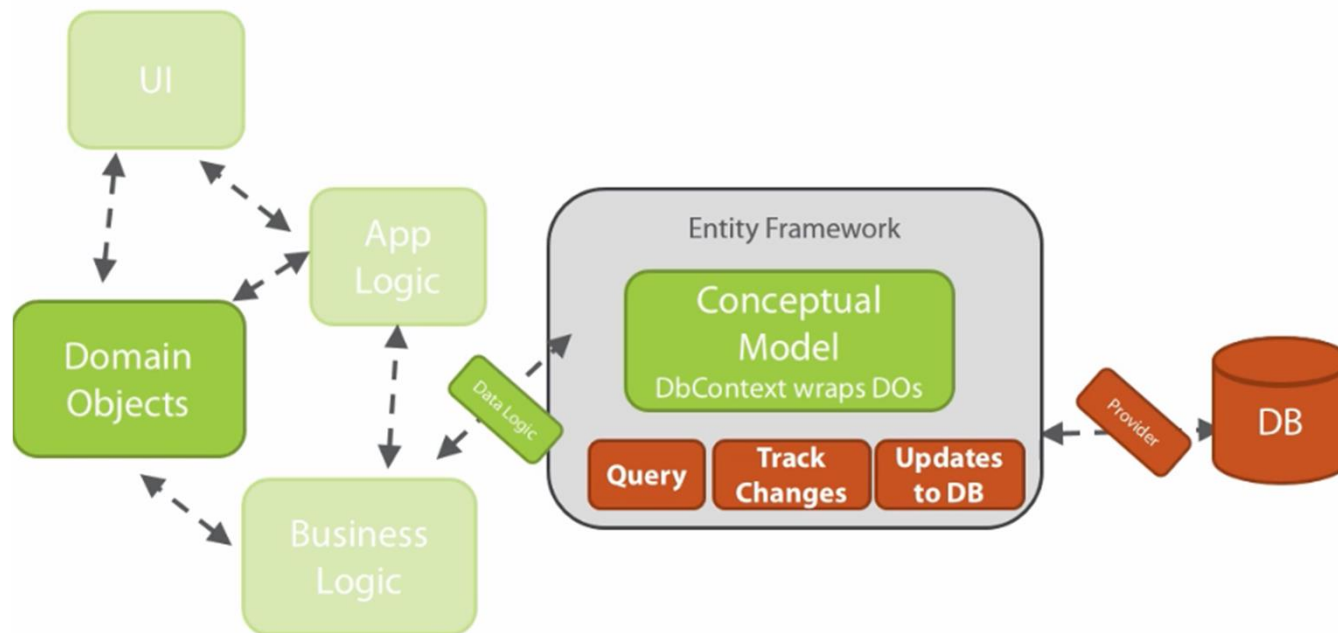 UI
App
Logic
Domain
Objects
Business
Logic
Data Logic
Entity Framework
Conceptual
Model
DbContext wraps DOs
Query
Track
Changes
Updates
to DB
Provider
DB